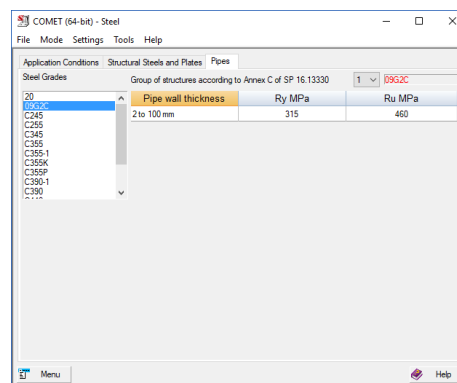 COMET (64-bit) - Steel
File Mode Settings Tools Help
Application Conditions Structural Steels and Plates Pipes
Steel Grades
Group of structures according to Annex C of SP 16.13330 1 09G2C
20
09G2C
C245
C255
C345
C355
C355-1
C355K
C355P
C390-1
C390
Pipe wall thickness Ry MPa Ru MPa
2 to 100 mm 315 460
Menu Help